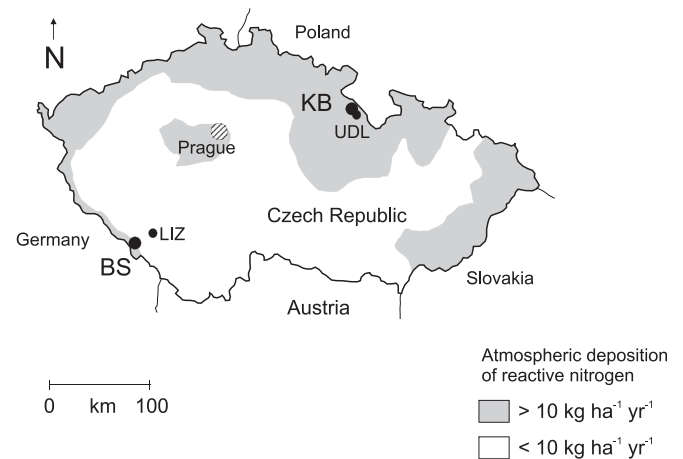 N
Poland
KB
UDL
Prague
Czech Republic
LIZ
Germany
BS
Slovakia
Austria
0 km 100
Atmospheric deposition
of reactive nitrogen
> 10 kg ha⁻¹ yr⁻¹
< 10 kg ha⁻¹ yr⁻¹